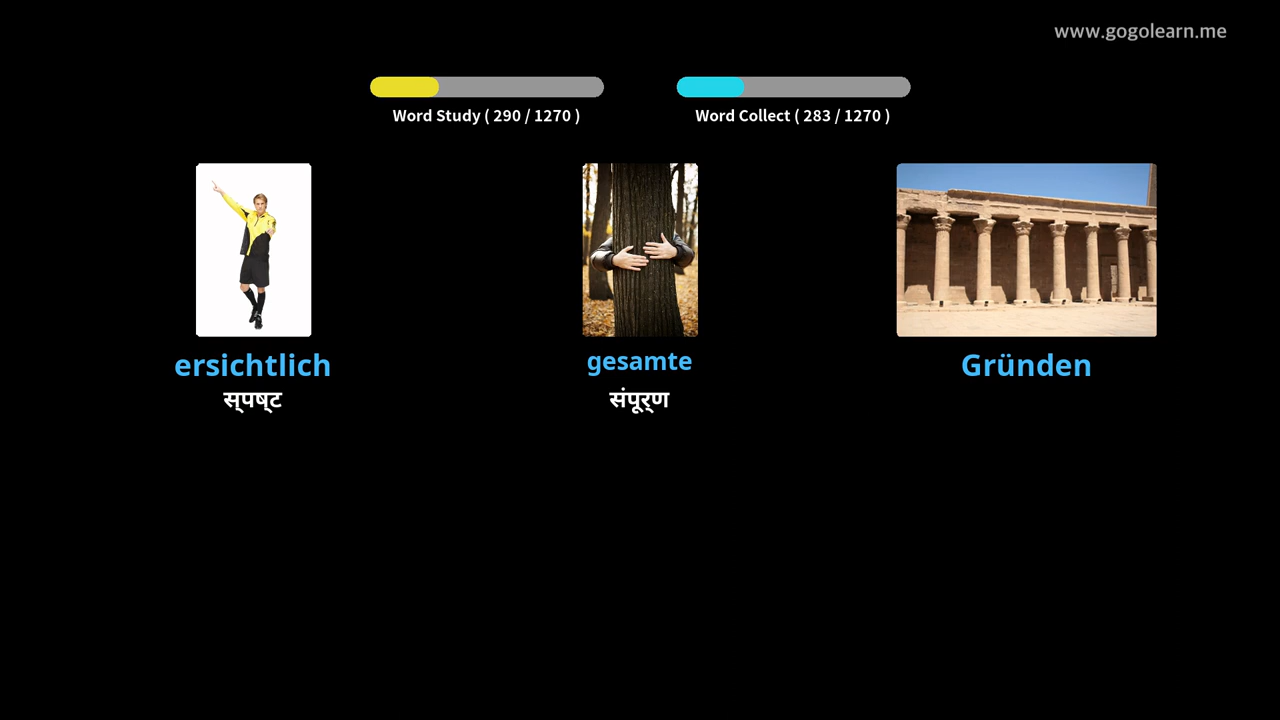 www.gogolearn.me
Word Study ( 290 / 1270 )
Word Collect ( 283 / 1270 )
ersichtlich
gesamte
Gründen
स्पष्ट
संपूर्ण